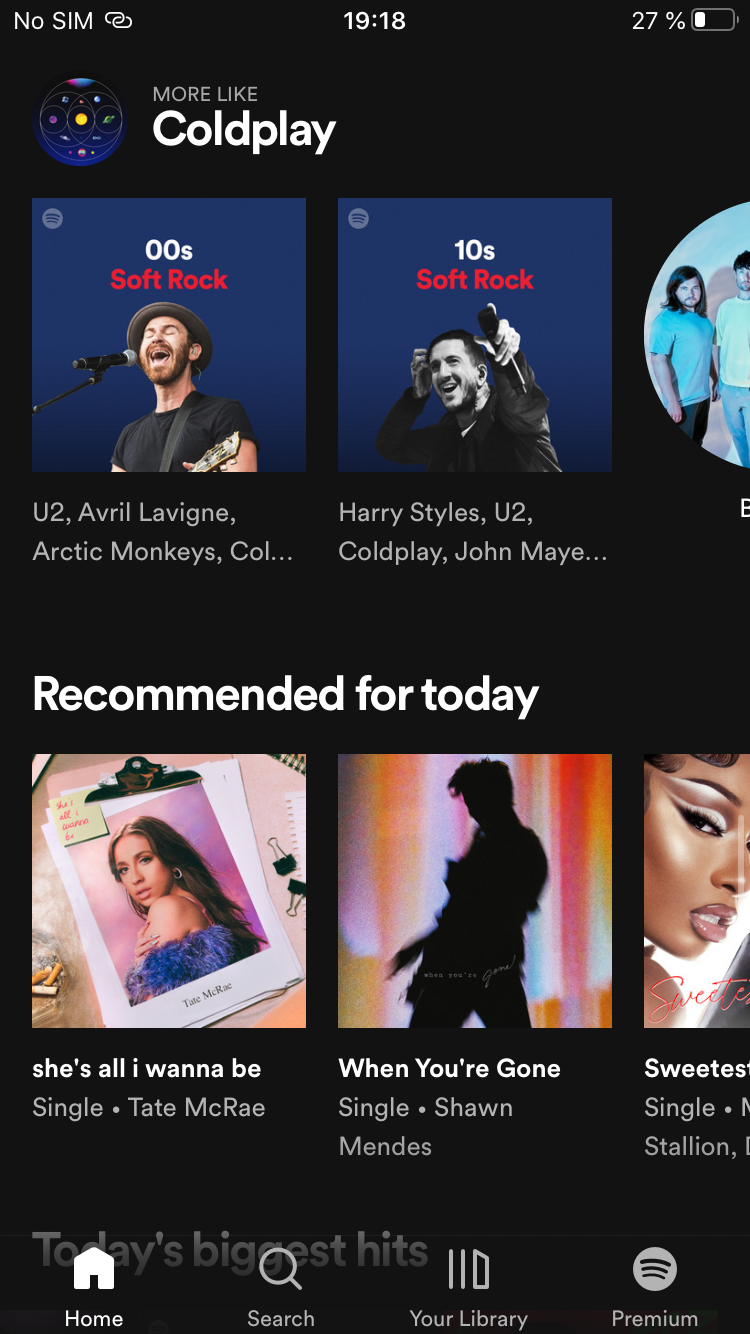 No SIM 19:18 27 %
MORE LIKE
Coldplay
00s
Soft Rock
10s
Soft Rock
U2, Avril Lavigne,
Arctic Monkeys, Col...
Harry Styles, U2,
Coldplay, John Maye...
B
Recommended for today
she's
all i
wanna
be
Tate McRae
when you're gone
Sweetes
she's all i wanna be
Single • Tate McRae
When You're Gone
Single • Shawn
Mendes
Sweetest
Single • M
Stallion, D
Today's biggest hits
Home
Search
Your Library
Premium